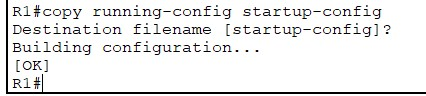 R1#copy running-config startup-config
Destination filename [startup-config]?
Building configuration...
[OK]
R1#